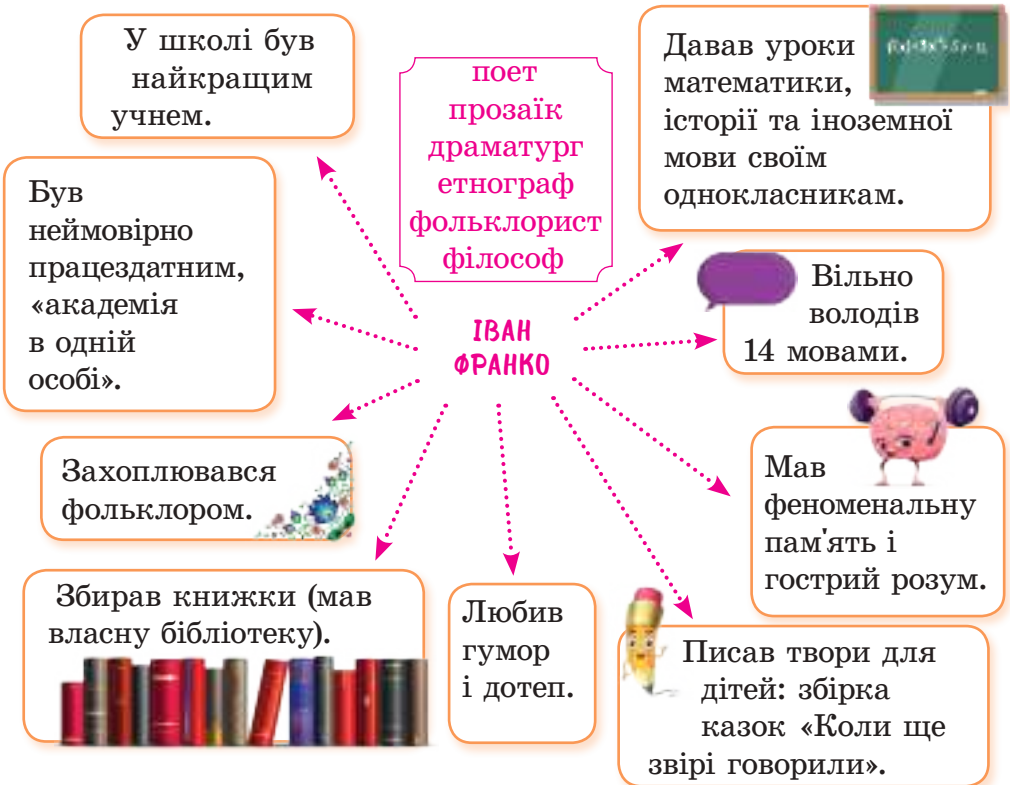 У школі був
найкращим
учнем.
поет
прозаїк
драматург
етнограф
фольклорист
філософ
Давав уроки
математики,
історії та іноземної
мови своїм
однокласникам.
Був
неймовірно
працездатним,
«академія
в одній
особі».
ІВАН
ФРАНКО
Вільно
володів
14 мовами.
Захоплювався
фольклором.
Мав
феноменальну
пам'ять і
гострий розум.
Збирав книжки (мав
власну бібліотеку).
Любив
гумор
і дотеп.
Писав твори для
дітей: збірка
казок «Коли ще
звірі говорили».